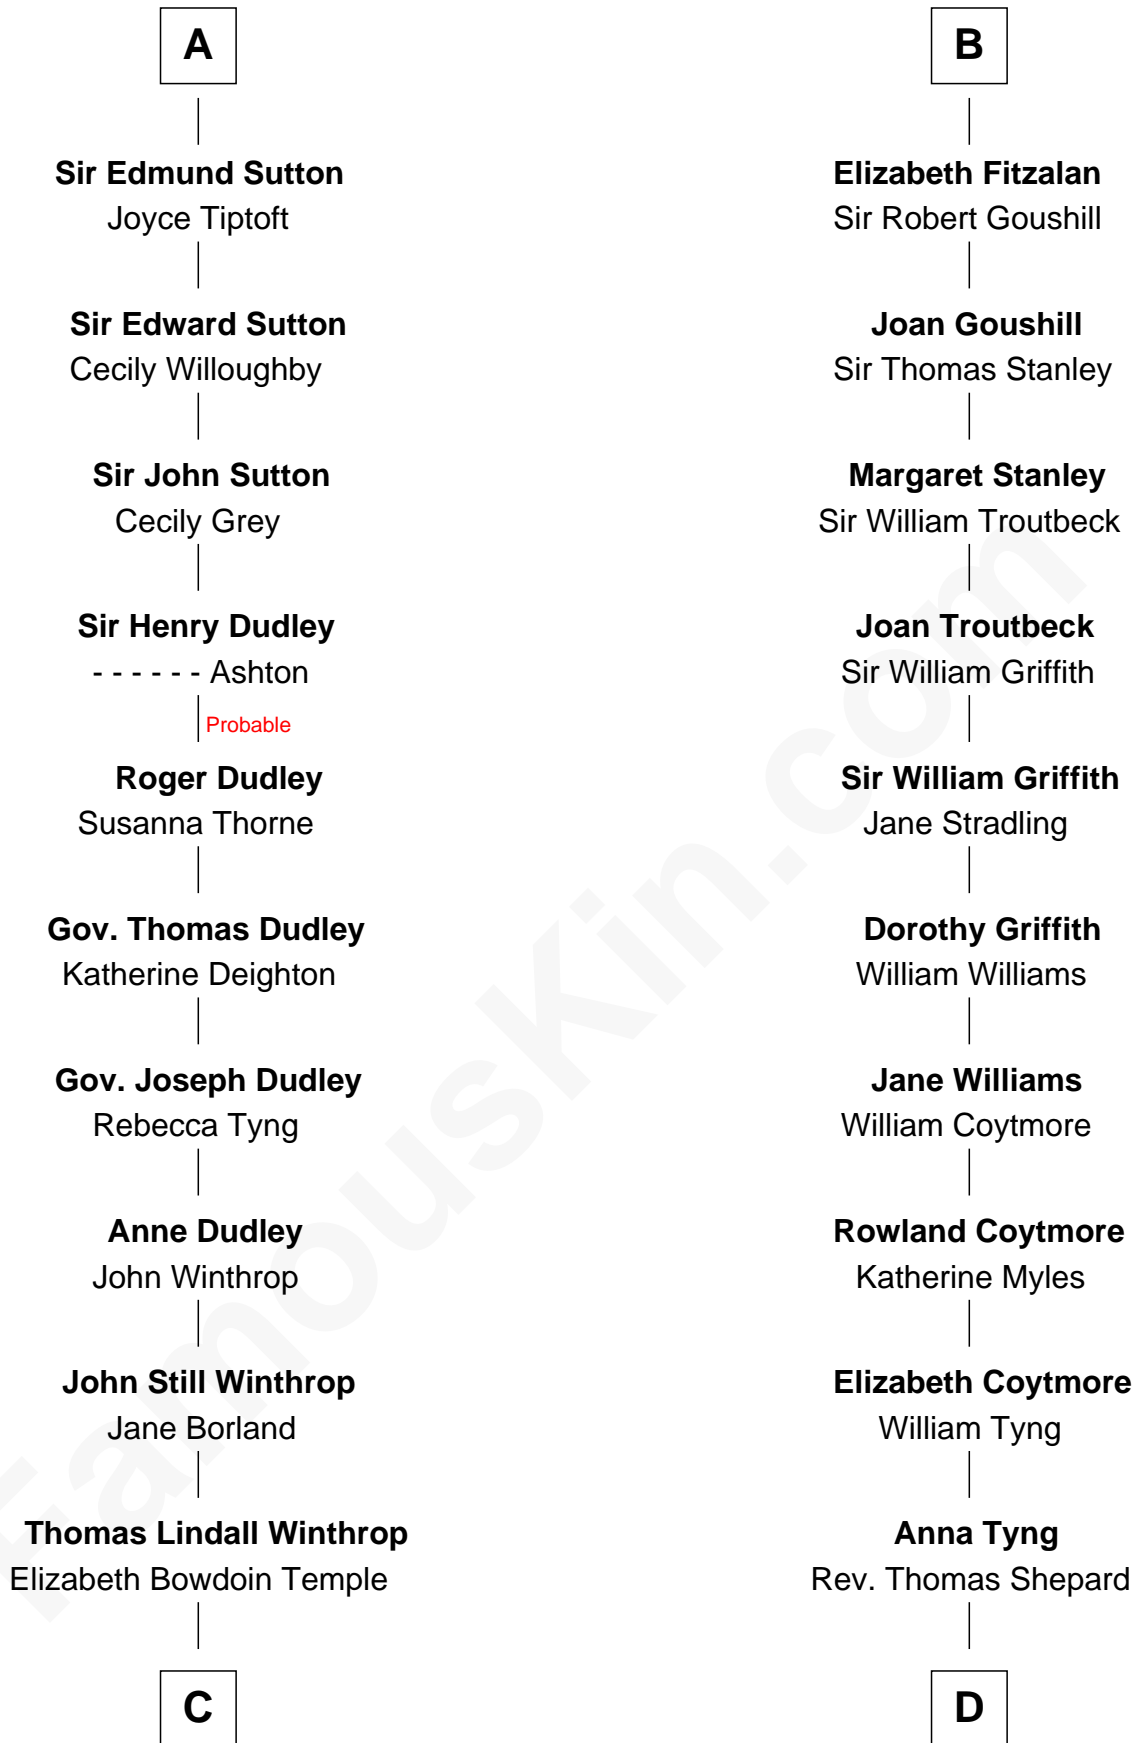 A
Sir Edmund Sutton
Joyce Tiptoft
Sir Edward Sutton
Cecily Willoughby
Sir John Sutton
Cecily Grey
Sir Henry Dudley
- - - - - - Ashton
Probable
Roger Dudley
Susanna Thorne
Gov. Thomas Dudley
Katherine Deighton
Gov. Joseph Dudley
Rebecca Tyng
Anne Dudley
John Winthrop
John Still Winthrop
Jane Borland
Thomas Lindall Winthrop
Elizabeth Bowdoin Temple
C
B
Elizabeth Fitzalan
Sir Robert Goushill
Joan Goushill
Sir Thomas Stanley
Margaret Stanley
Sir William Troutbeck
Joan Troutbeck
Sir William Griffith
Sir William Griffith
Jane Stradling
Dorothy Griffith
William Williams
Jane Williams
William Coytmore
Rowland Coytmore
Katherine Myles
Elizabeth Coytmore
William Tyng
Anna Tyng
Rev. Thomas Shepard
D
FamousKin.com